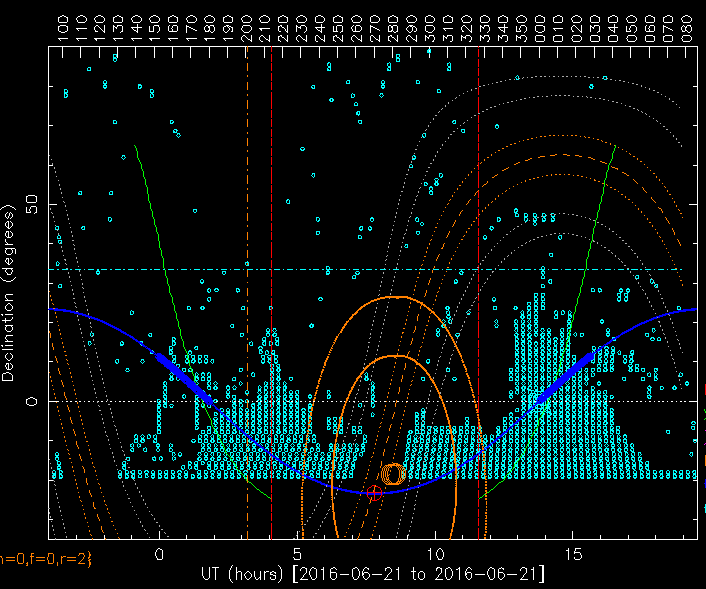 100 110 120 130 140 150 160 170 180 190 200 210 220 230 240 250 260 270 280 290 300 310 320 330 340 350 000 010 020 030 040 050 060 070 080
Declination (degrees)
50
0
0 5 10 15
n=0,f=0,r=2}
UT (hours) [2016-06-21 to 2016-06-21]